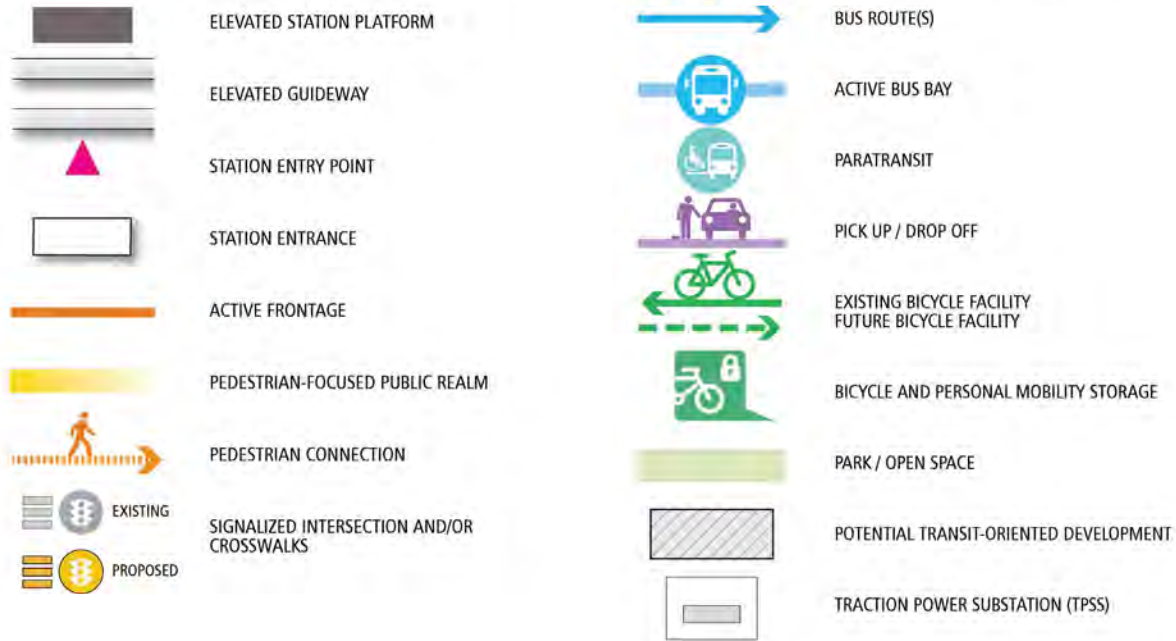 ELEVATED STATION PLATFORM
ELEVATED GUIDEWAY
STATION ENTRY POINT
STATION ENTRANCE
ACTIVE FRONTAGE
PEDESTRIAN-FOCUSED PUBLIC REALM
PEDESTRIAN CONNECTION
EXISTING
SIGNALIZED INTERSECTION AND/OR
CROSSWALKS
PROPOSED
BUS ROUTE(S)
ACTIVE BUS BAY
PARATRANSIT
PICK UP / DROP OFF
EXISTING BICYCLE FACILITY
FUTURE BICYCLE FACILITY
BICYCLE AND PERSONAL MOBILITY STORAGE
PARK / OPEN SPACE
POTENTIAL TRANSIT-ORIENTED DEVELOPMENT
TRACTION POWER SUBSTATION (TPSS)